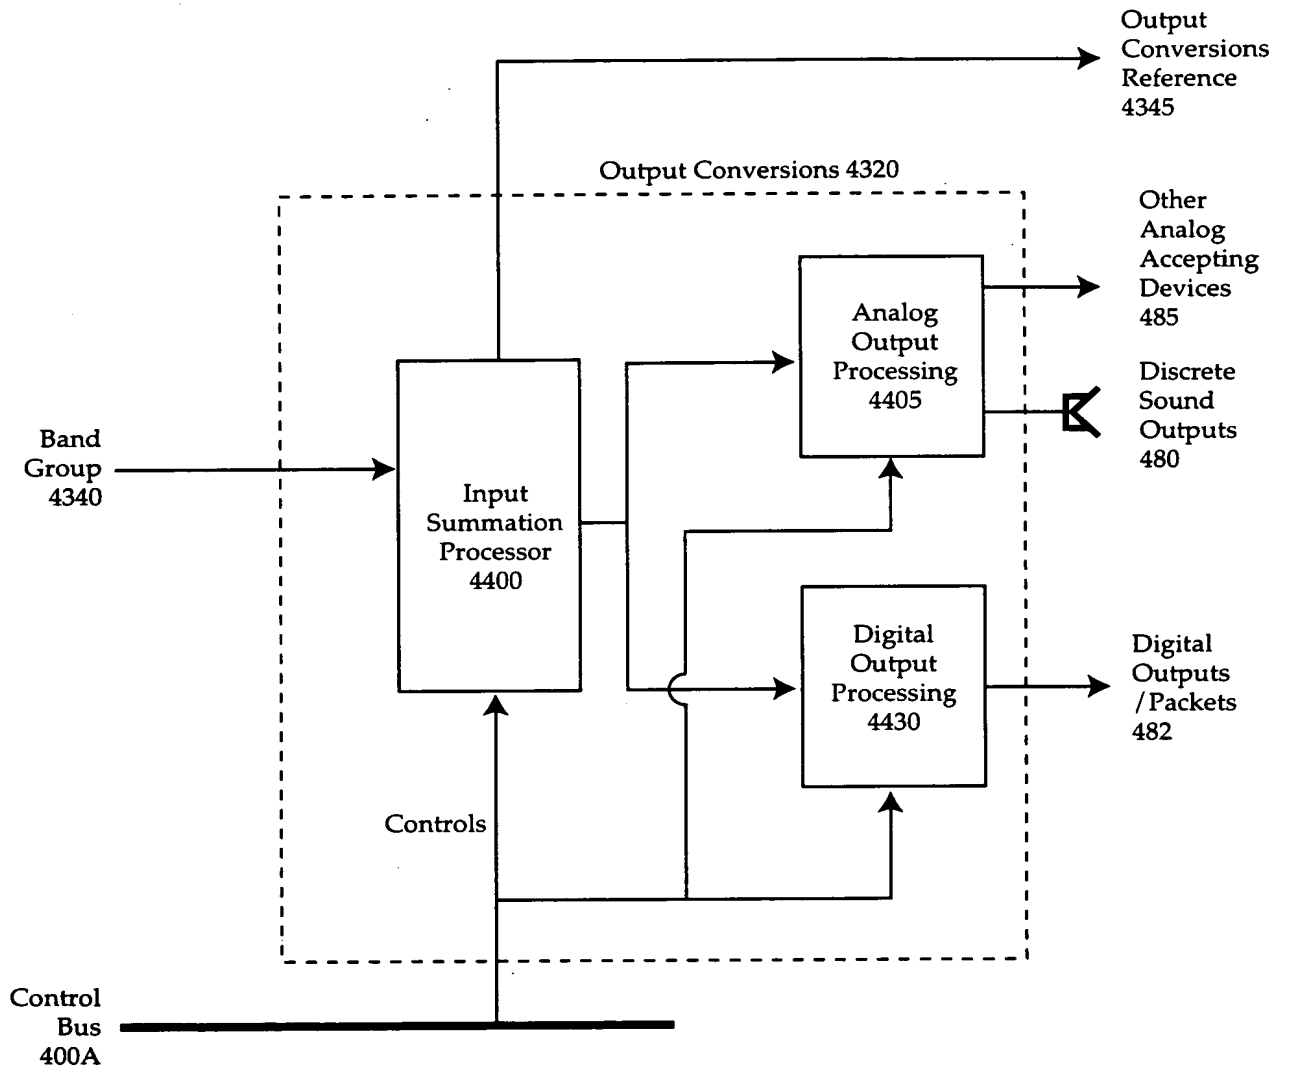 Output
Conversions
Reference
4345
Output Conversions 4320
Other
Analog
Accepting
Devices
485
Analog
Output
Processing
4405
Discrete
Sound
Outputs
480
Band
Group
4340
Input
Summation
Processor
4400
Digital
Output
Processing
4430
Digital
Outputs
/Packets
482
Controls
Control
Bus
400A